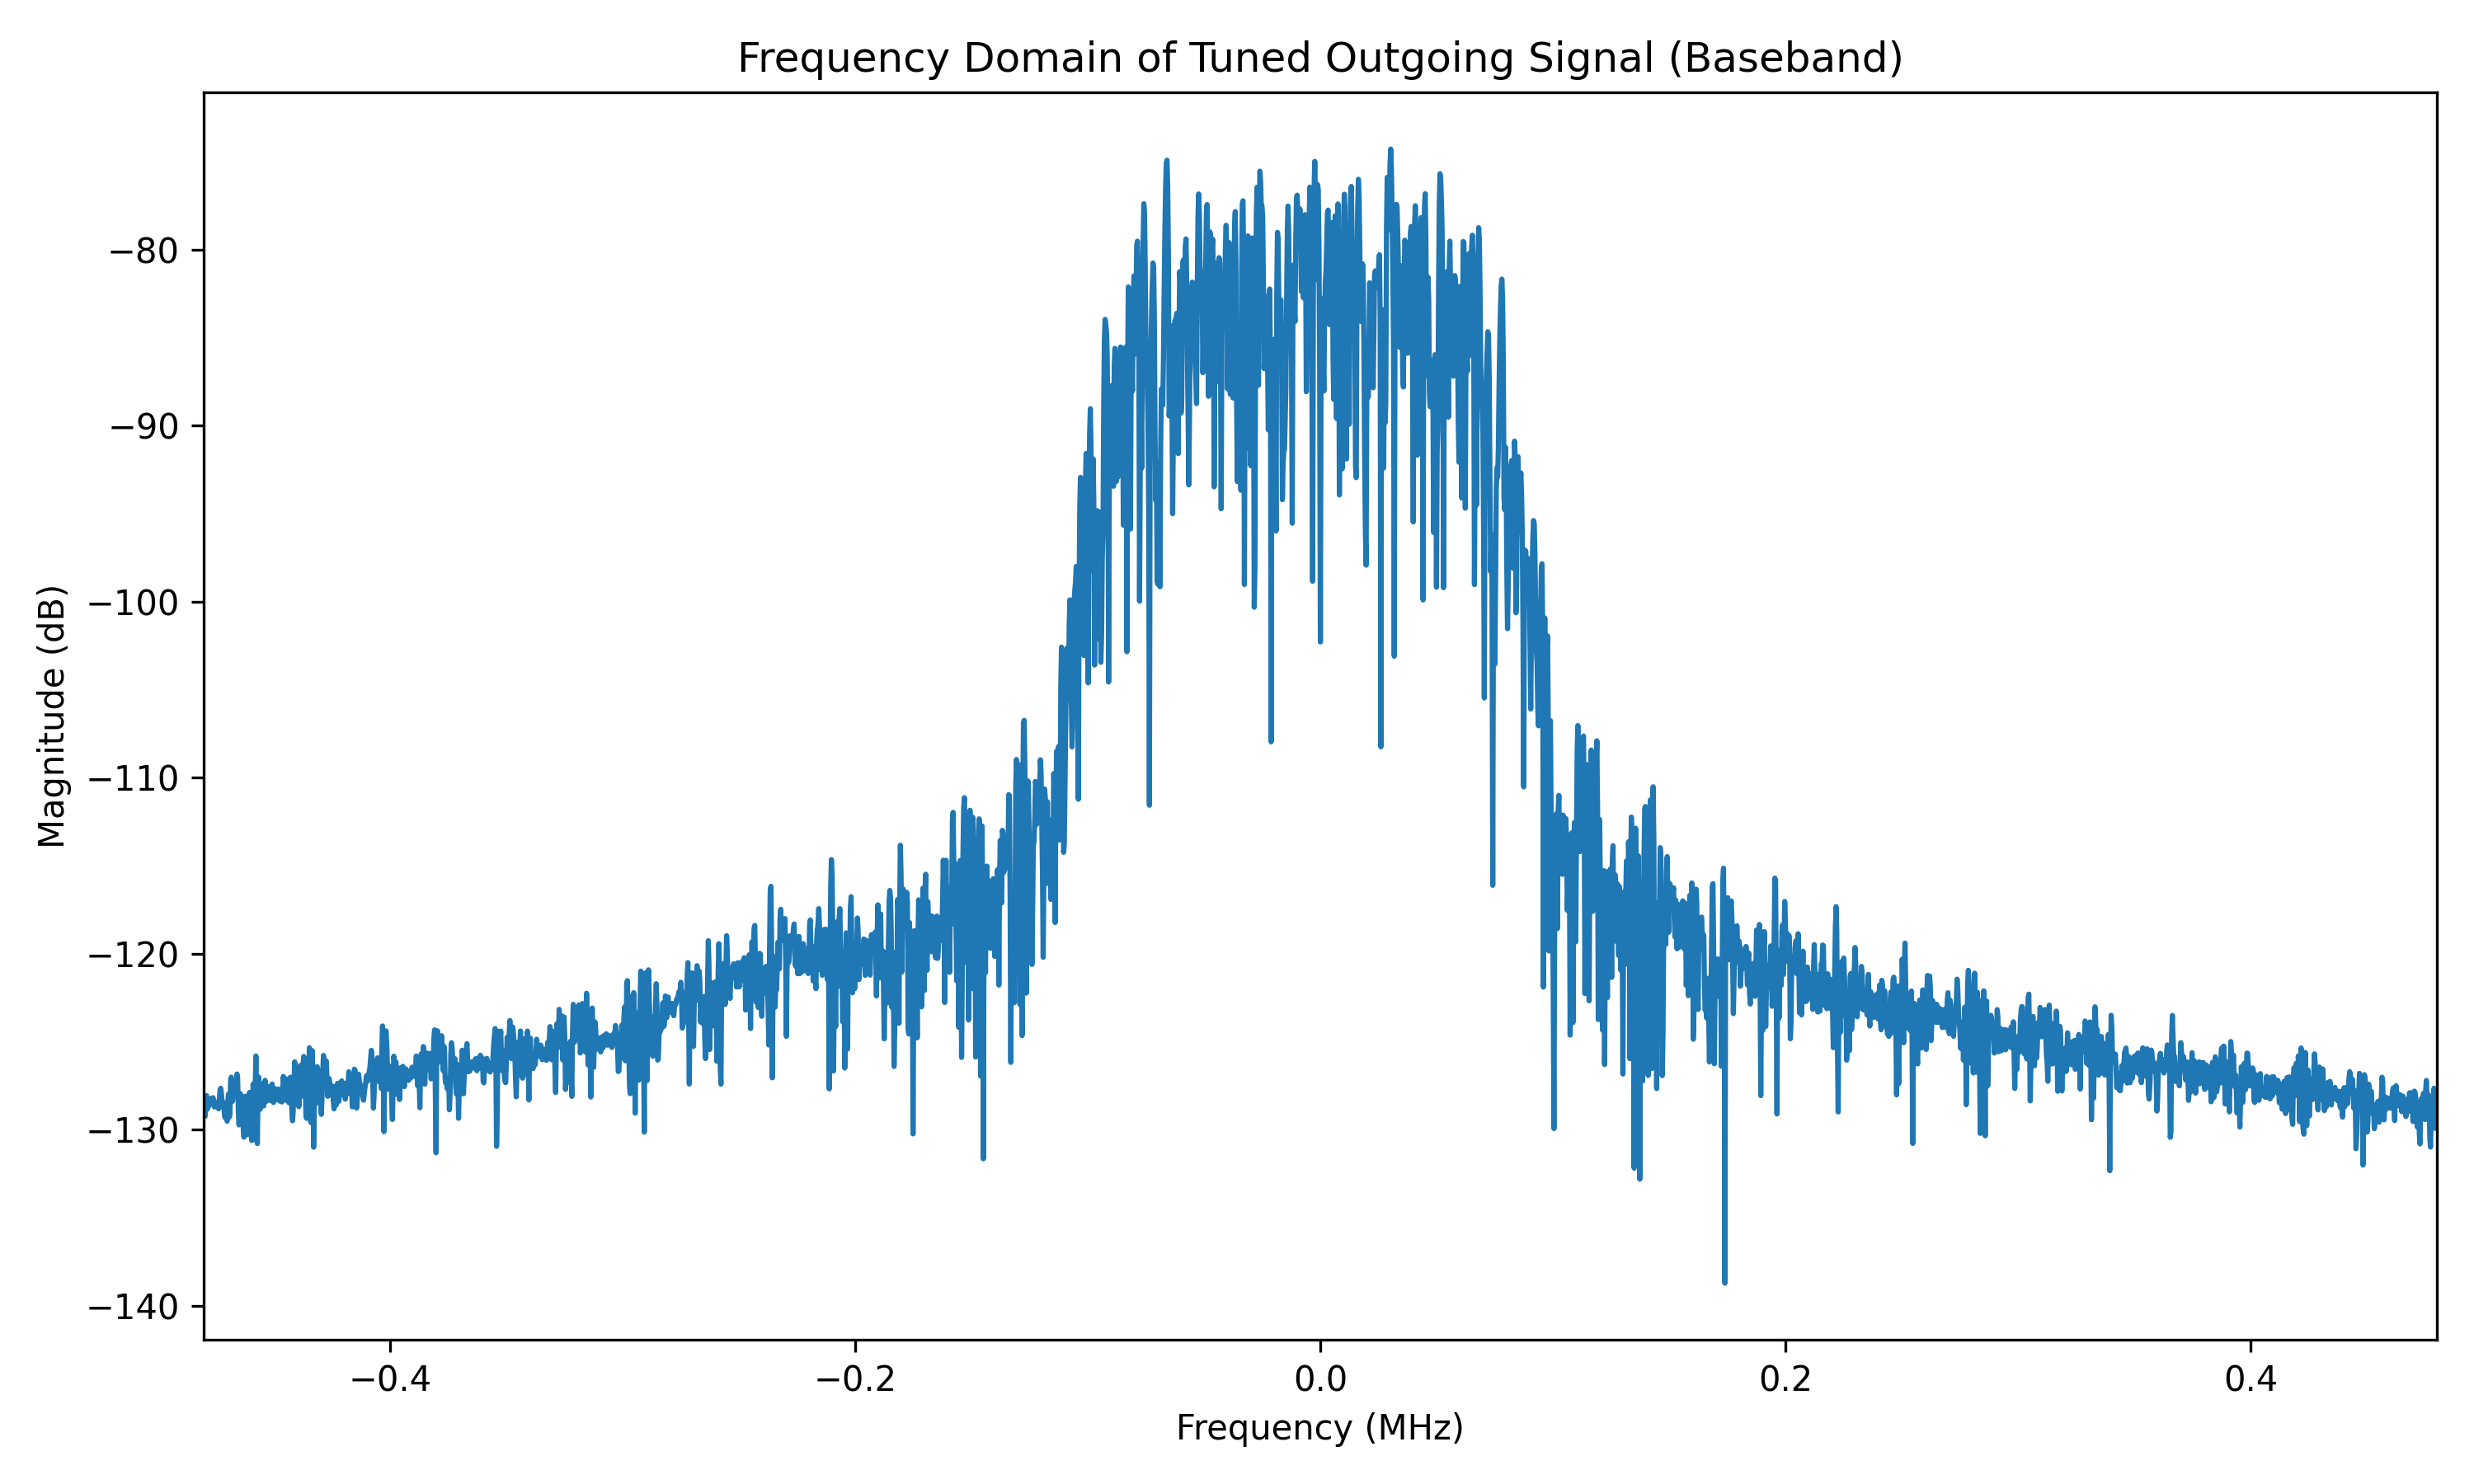 Frequency Domain of Tuned Outgoing Signal (Baseband)
Magnitude (dB)
−80
−90
−100
−110
−120
−130
−140
−0.4 −0.2 0.0 0.2 0.4
Frequency (MHz)